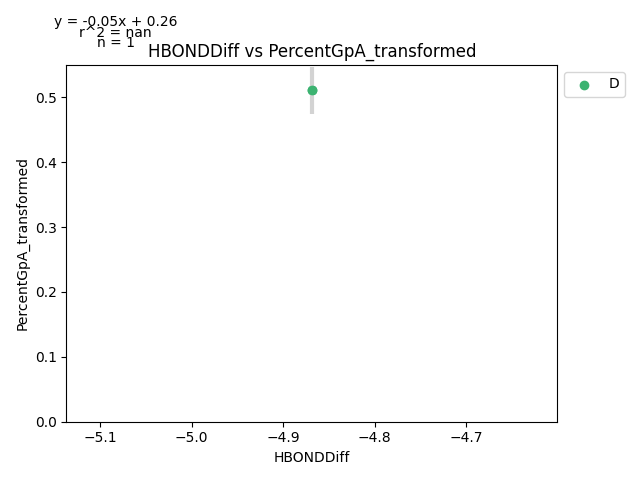 y = -0.05x + 0.26
r^2 = nan
n = 1
HBONDDiff vs PercentGpA_transformed
D
PercentGpA_transformed
0.5
0.4
0.3
0.2
0.1
0.0
−5.1
−5.0
−4.9
−4.8
−4.7
HBONDDiff